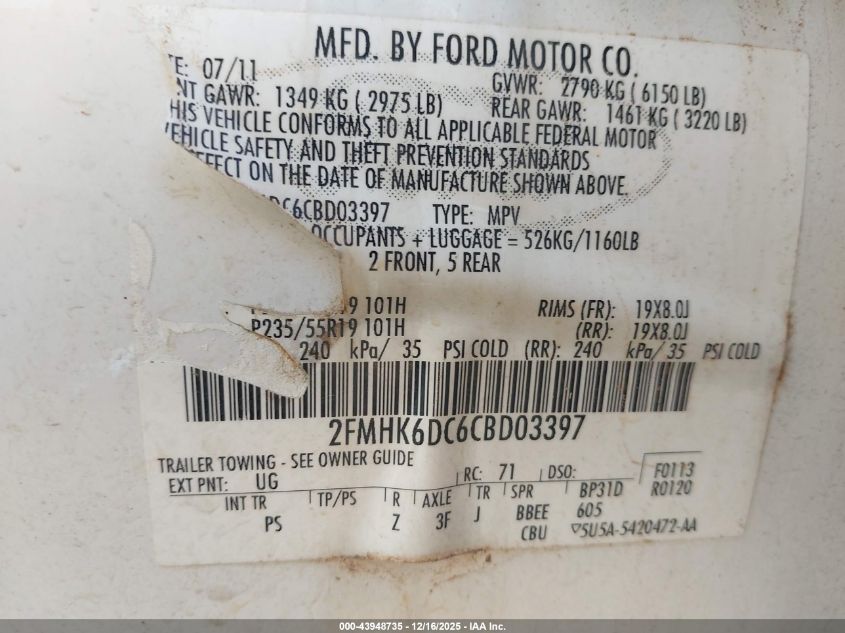 MFD. BY FORD MOTOR CO.
TE: 07/11 GVWR: 2790 KG ( 6150 LB)
NT GAWR: 1349 KG ( 2975 LB) REAR GAWR: 1461 KG ( 3220 LB)
HIS VEHICLE CONFORMS TO ALL APPLICABLE FEDERAL MOTOR
VEHICLE SAFETY AND THEFT PREVENTION STANDARDS
EFFECT ON THE DATE OF MANUFACTURE SHOWN ABOVE.
DC6CBD03397 TYPE: MPV
OCCUPANTS + LUGGAGE = 526KG/1160LB
2 FRONT, 5 REAR
19 101H RIMS (FR): 19X8.0J
P235/55R19 101H (RR): 19X8.0J
240 kPa/ 35 PSI COLD (RR): 240 kPa/ 35 PSI COLD
2FMHK6DC6CBD03397
TRAILER TOWING - SEE OWNER GUIDE
EXT PNT: UG RC: 71 DSO: F0113
INT TR TP/PS R AXLE TR SPR BP31D R0120
PS Z 3F J BBEE 605
CBU 5U5A-5420472-AA
000-43948735 - 12/16/2025 - IAA Inc.